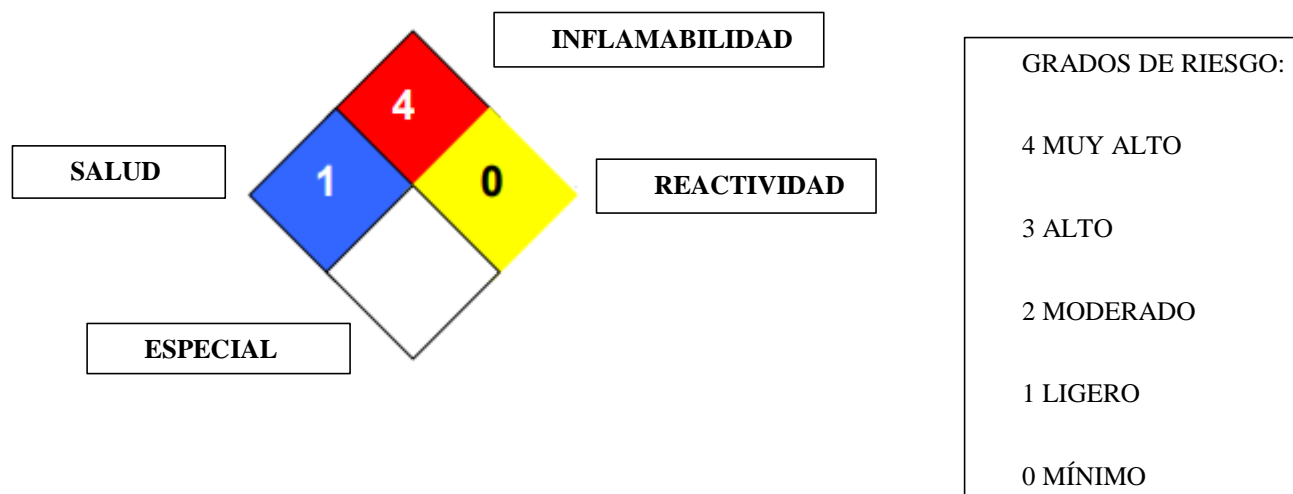 INFLAMABILIDAD
4
SALUD
1
0
REACTIVIDAD
ESPECIAL
GRADOS DE RIESGO:
4 MUY ALTO
3 ALTO
2 MODERADO
1 LIGERO
0 MÍNIMO